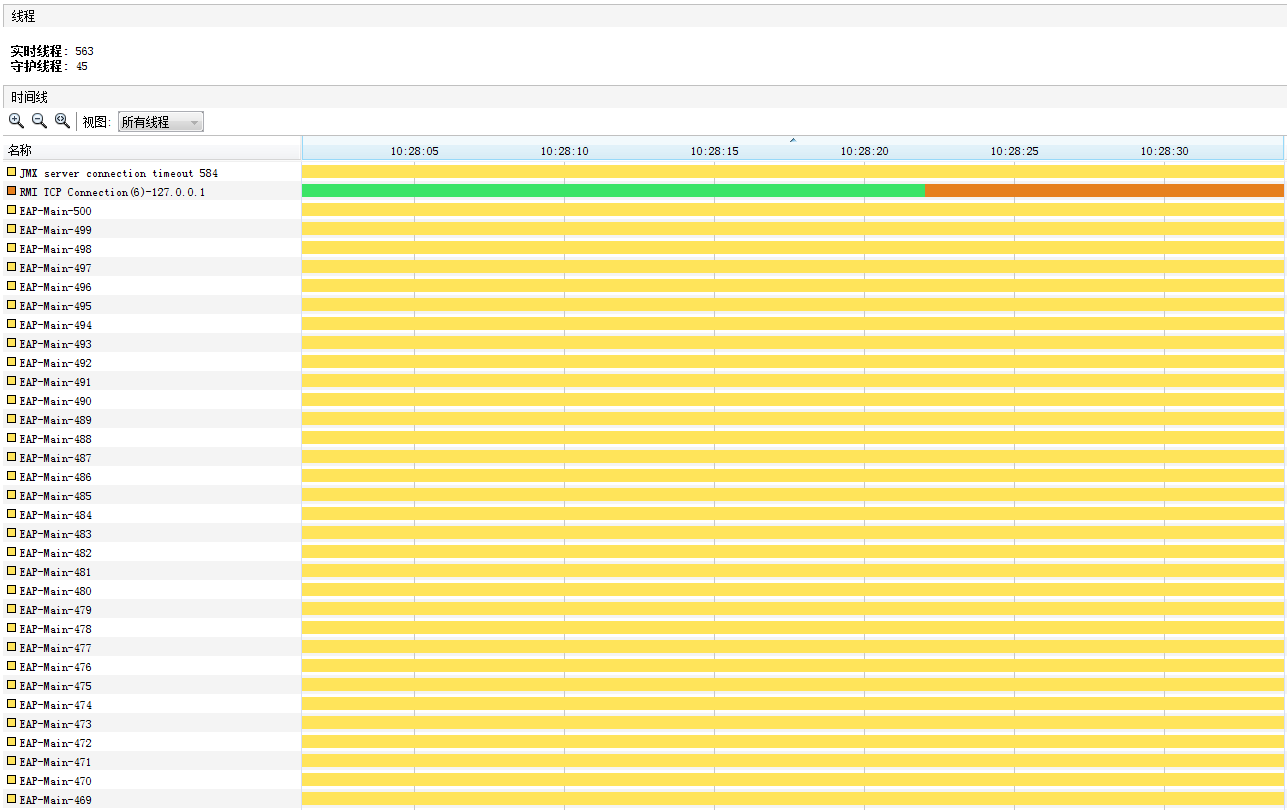 线程
实时线程: 563
守护线程: 45
时间线
视图: 所有线程
名称 10:28:05 10:28:10 10:28:15 10:28:20 10:28:25 10:28:30
JMX server connection timeout 584
RMI TCP Connection(6)-127.0.0.1
EAP-Main-500
EAP-Main-499
EAP-Main-498
EAP-Main-497
EAP-Main-496
EAP-Main-495
EAP-Main-494
EAP-Main-493
EAP-Main-492
EAP-Main-491
EAP-Main-490
EAP-Main-489
EAP-Main-488
EAP-Main-487
EAP-Main-486
EAP-Main-485
EAP-Main-484
EAP-Main-483
EAP-Main-482
EAP-Main-481
EAP-Main-480
EAP-Main-479
EAP-Main-478
EAP-Main-477
EAP-Main-476
EAP-Main-475
EAP-Main-474
EAP-Main-473
EAP-Main-472
EAP-Main-471
EAP-Main-470
EAP-Main-469